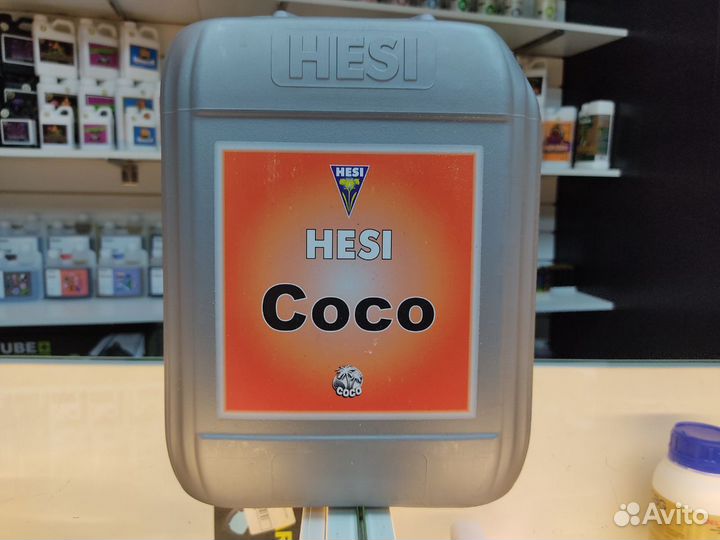 HESI
HESI
HESI
Coco
COCO
UBE+
Avito